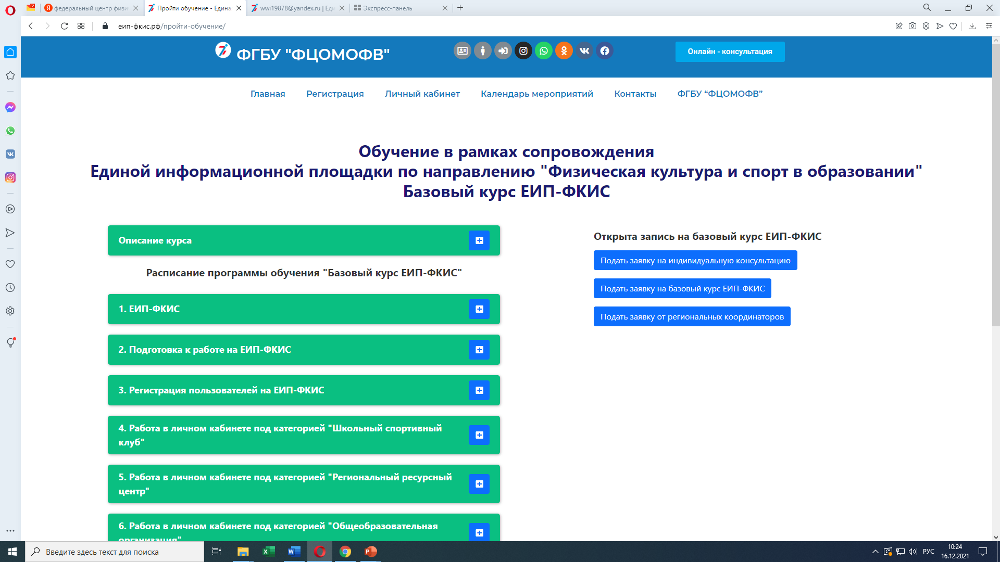 федеральный центр физи
Пройти обучение - Едина
wwi19878@yandex.ru | Еди
Экспресс-панель
еип-фкис.рф/пройти-обучение/
ФГБУ "ФЦОМОФВ"
Онлайн - консультация
Главная
Регистрация
Личный кабинет
Календарь мероприятий
Контакты
ФГБУ “ФЦОМОФВ”
Обучение в рамках сопровождения
Единой информационной площадки по направлению "Физическая культура и спорт в образовании"
Базовый курс ЕИП-ФКИС
Описание курса
Расписание программы обучения "Базовый курс ЕИП-ФКИС"
1. ЕИП-ФКИС
2. Подготовка к работе на ЕИП-ФКИС
3. Регистрация пользователей на ЕИП-ФКИС
4. Работа в личном кабинете под категорией "Школьный спортивный
клуб"
5. Работа в личном кабинете под категорией "Региональный ресурсный
центр"
6. Работа в личном кабинете под категорией "Общеобразовательная
организация"
Открыта запись на базовый курс ЕИП-ФКИС
Подать заявку на индивидуальную консультацию
Подать заявку на базовый курс ЕИП-ФКИС
Подать заявку от региональных координаторов
Введите здесь текст для поиска
РУС
10:24
16.12.2021